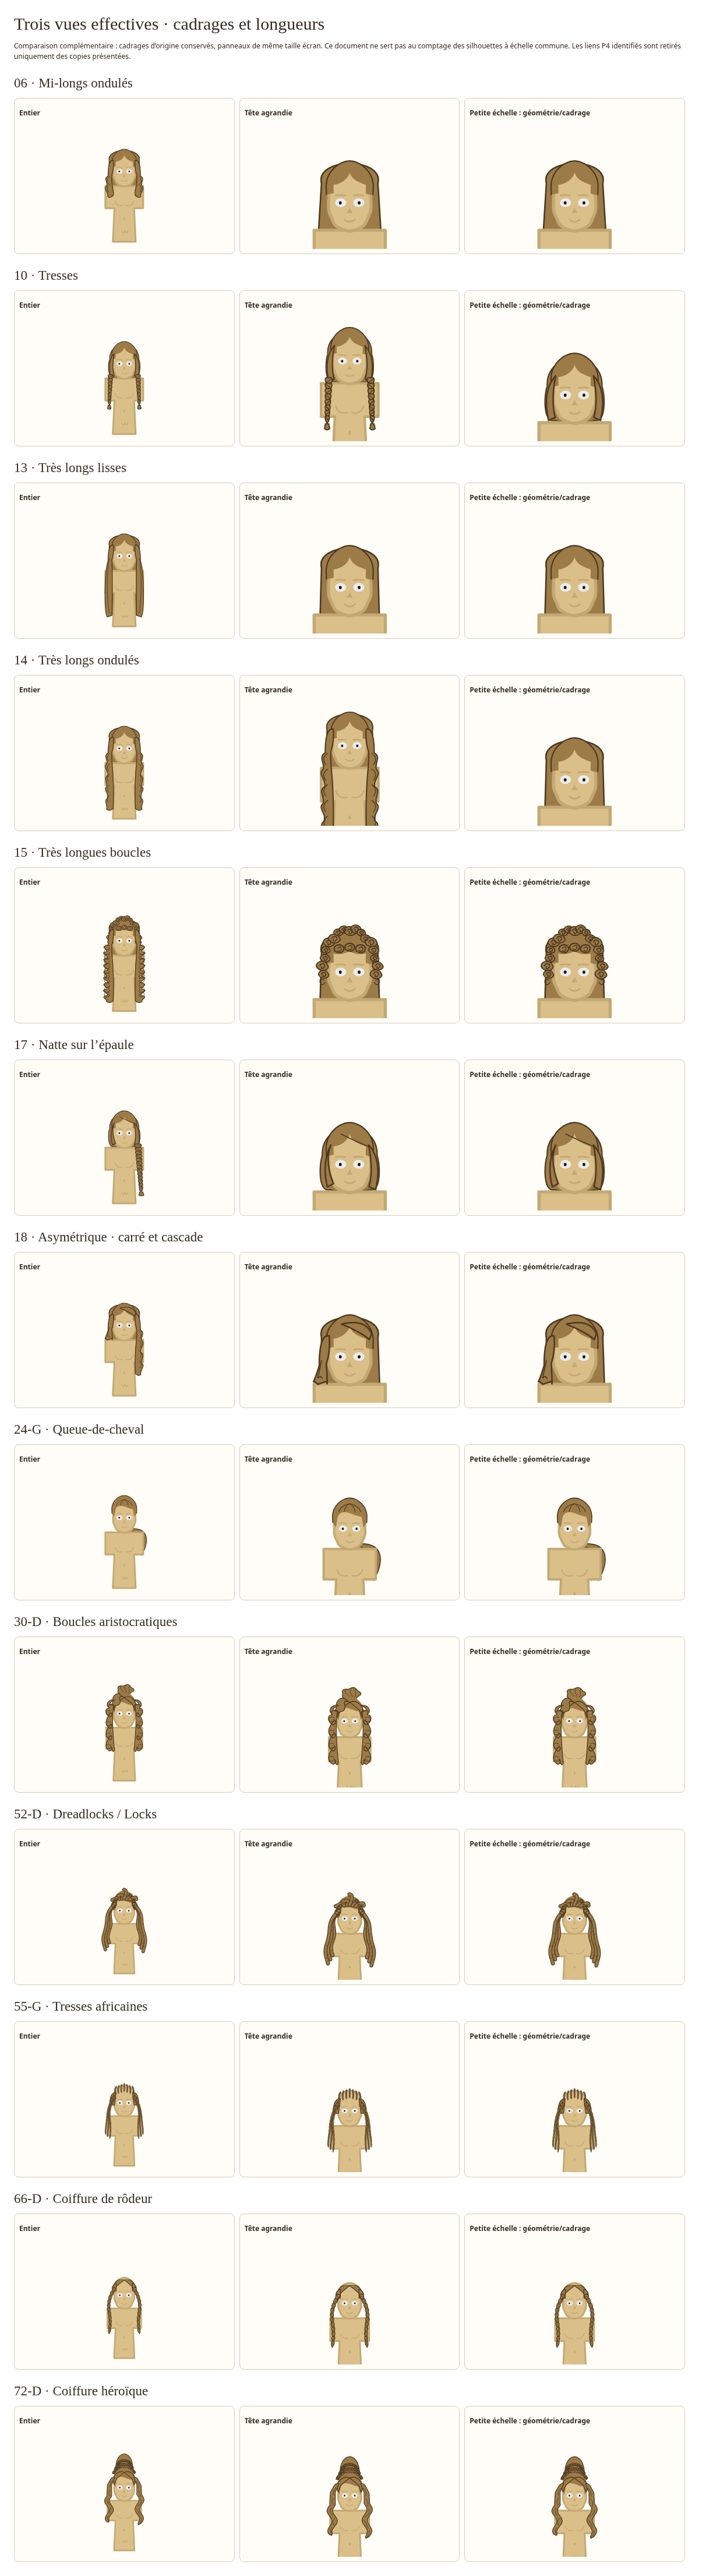 Trois vues effectives · cadrages et longueurs
Comparaison complémentaire : cadrages d’origine conservés, panneaux de même taille écran. Ce document ne sert pas au comptage des silhouettes à échelle commune. Les liens P4 identifiés sont retirés
uniquement des copies présentées.
06 · Mi-longs ondulés
Entier
Tête agrandie
Petite échelle : géométrie/cadrage
10 · Tresses
Entier
Tête agrandie
Petite échelle : géométrie/cadrage
13 · Très longs lisses
Entier
Tête agrandie
Petite échelle : géométrie/cadrage
14 · Très longs ondulés
Entier
Tête agrandie
Petite échelle : géométrie/cadrage
15 · Très longues boucles
Entier
Tête agrandie
Petite échelle : géométrie/cadrage
17 · Natte sur l’épaule
Entier
Tête agrandie
Petite échelle : géométrie/cadrage
18 · Asymétrique · carré et cascade
Entier
Tête agrandie
Petite échelle : géométrie/cadrage
24-G · Queue-de-cheval
Entier
Tête agrandie
Petite échelle : géométrie/cadrage
30-D · Boucles aristocratiques
Entier
Tête agrandie
Petite échelle : géométrie/cadrage
52-D · Dreadlocks / Locks
Entier
Tête agrandie
Petite échelle : géométrie/cadrage
55-G · Tresses africaines
Entier
Tête agrandie
Petite échelle : géométrie/cadrage
66-D · Coiffure de rôdeur
Entier
Tête agrandie
Petite échelle : géométrie/cadrage
72-D · Coiffure héroïque
Entier
Tête agrandie
Petite échelle : géométrie/cadrage